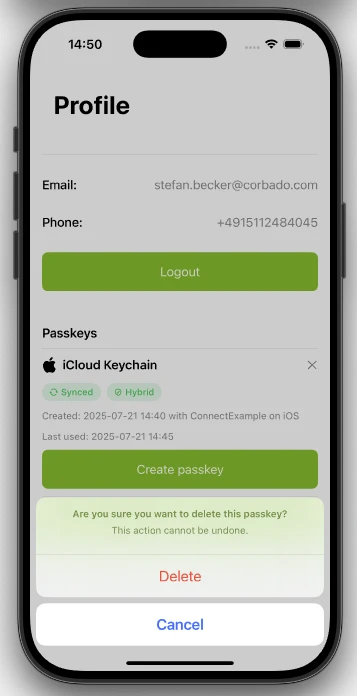 14:50
Profile
Email: stefan.becker@corbado.com
Phone: +4915112484045
Logout
Passkeys
iCloud Keychain
Synced Hybrid
Created: 2025-07-21 14:40 with ConnectExample on iOS
Last used: 2025-07-21 14:45
Create passkey
Are you sure you want to delete this passkey?
This action cannot be undone.
Delete
Cancel